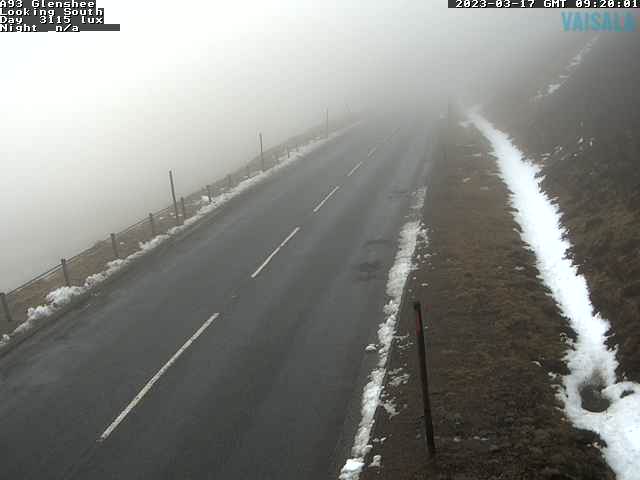 A93 Glenshee
Looking South
Day 3115 lux
Night n/a
2023-03-17 GMT 09:20:01
VAISALA